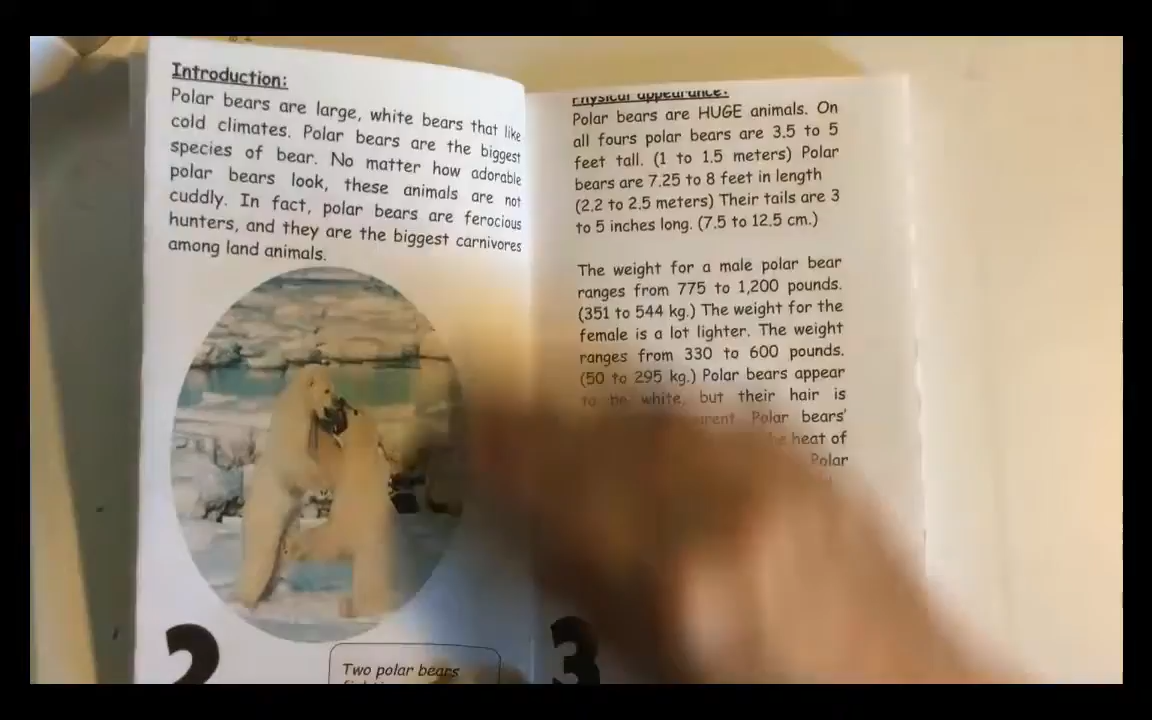 Introduction:
Polar bears are large, white bears that like
cold climates. Polar bears are the biggest
species of bear. No matter how adorable
polar bears look, these animals are not
cuddly. In fact, polar bears are ferocious
hunters, and they are the biggest carnivores
among land animals.
2
Two polar bears
Physical appearance:
Polar bears are HUGE animals. On
all fours polar bears are 3.5 to 5
feet tall. (1 to 1.5 meters) Polar
bears are 7.25 to 8 feet in length
(2.2 to 2.5 meters) Their tails are 3
to 5 inches long. (7.5 to 12.5 cm.)
The weight for a male polar bear
ranges from 775 to 1,200 pounds.
(351 to 544 kg.) The weight for the
female is a lot lighter. The weight
ranges from 330 to 600 pounds.
(50 to 295 kg.) Polar bears appear
to be white, but their hair is
Polar bears'
heat of
Polar
3